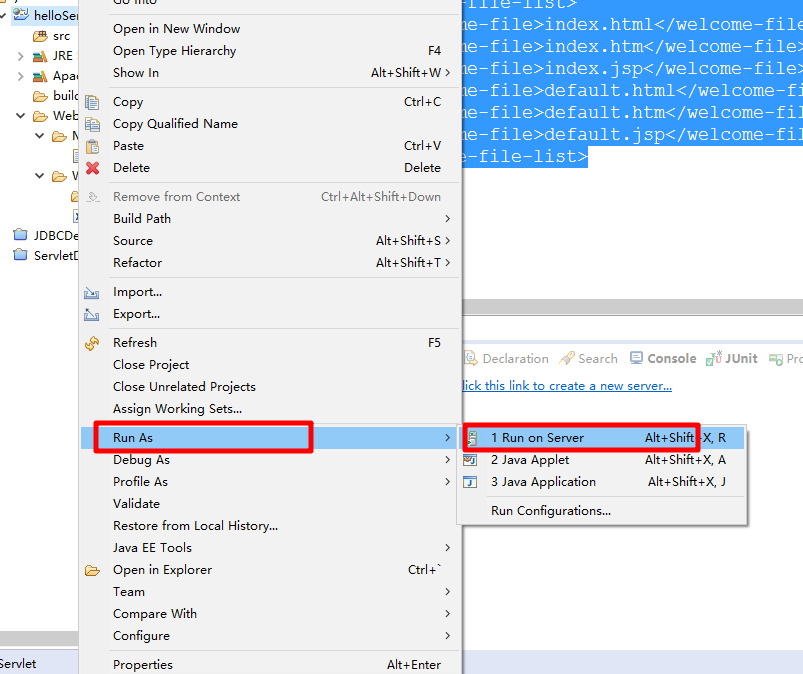 helloSer
src
JRE
Apac
build
Web
JDBCDe
ServletD
Servlet
Go Into
Open in New Window
Open Type Hierarchy F4
Show In Alt+Shift+W
Copy Ctrl+C
Copy Qualified Name
Paste Ctrl+V
Delete Delete
Remove from Context Ctrl+Alt+Shift+Down
Build Path
Source Alt+Shift+S
Refactor Alt+Shift+T
Import...
Export...
Refresh F5
Close Project
Close Unrelated Projects
Assign Working Sets...
Run As
Debug As
Profile As
Validate
Restore from Local History...
Java EE Tools
Open in Explorer Ctrl+`
Team
Compare With
Configure
Properties Alt+Enter
1 Run on Server Alt+Shift+X, R
2 Java Applet Alt+Shift+X, A
3 Java Application Alt+Shift+X, J
Run Configurations...
-file-list>
me-file>index.html</welcome-file
me-file>index.htm</welcome-file>
me-file>index.jsp</welcome-file>
me-file>default.html</welcome-fi
me-file>default.htm</welcome-fil
me-file>default.jsp</welcome-fil
e-file-list>
Declaration Search Console JUnit Pro
lick this link to create a new server...